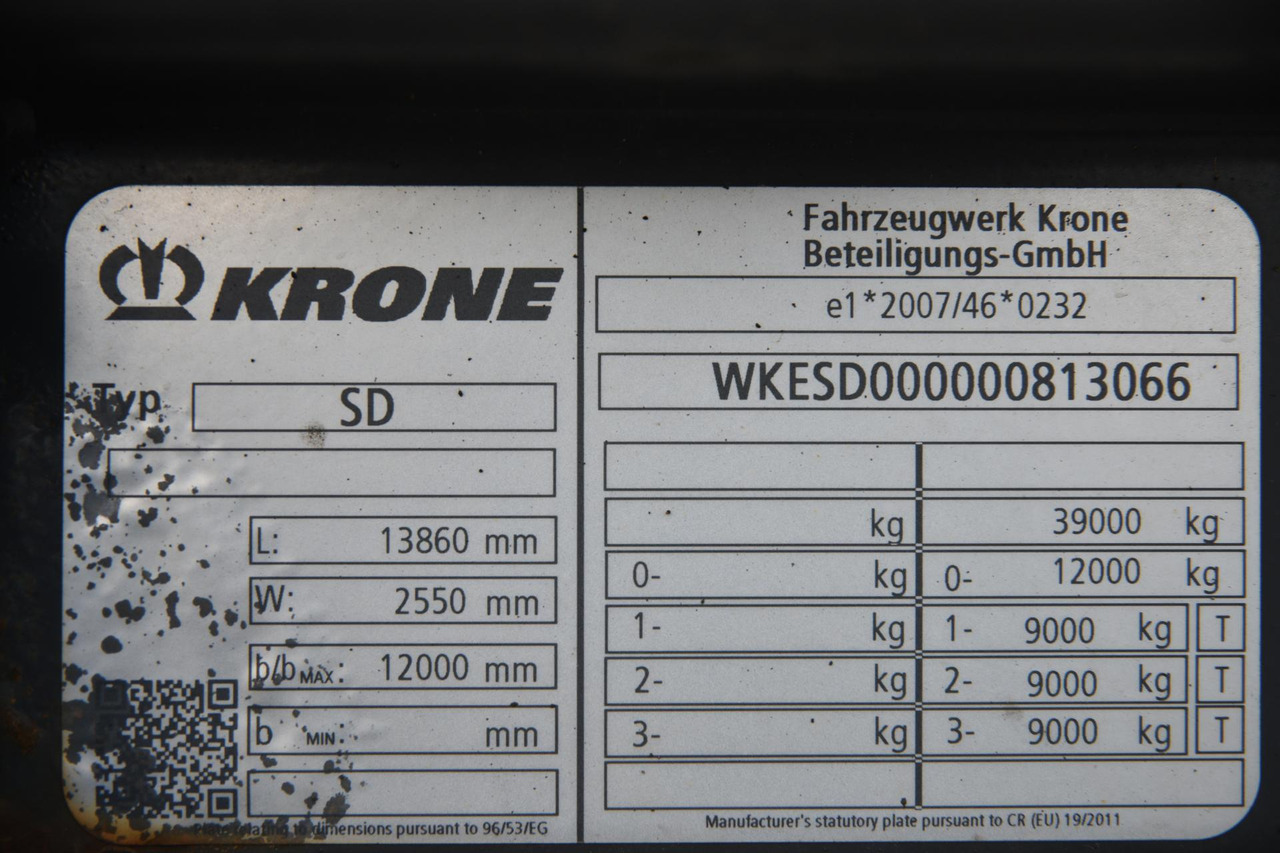 KRONE
Typ SD
L: 13860 mm
W: 2550 mm
b/b MAX: 12000 mm
b MIN: mm
Plate relating to dimensions pursuant to 96/53/EG
Fahrzeugwerk Krone
Beteiligungs-GmbH
e1*2007/46*0232
WKESD000000813066
kg 39000 kg
0- kg 0- 12000 kg
1- kg 1- 9000 kg T
2- kg 2- 9000 kg T
3- kg 3- 9000 kg T
Manufacturer's statutory plate pursuant to CR (EU) 19/2011